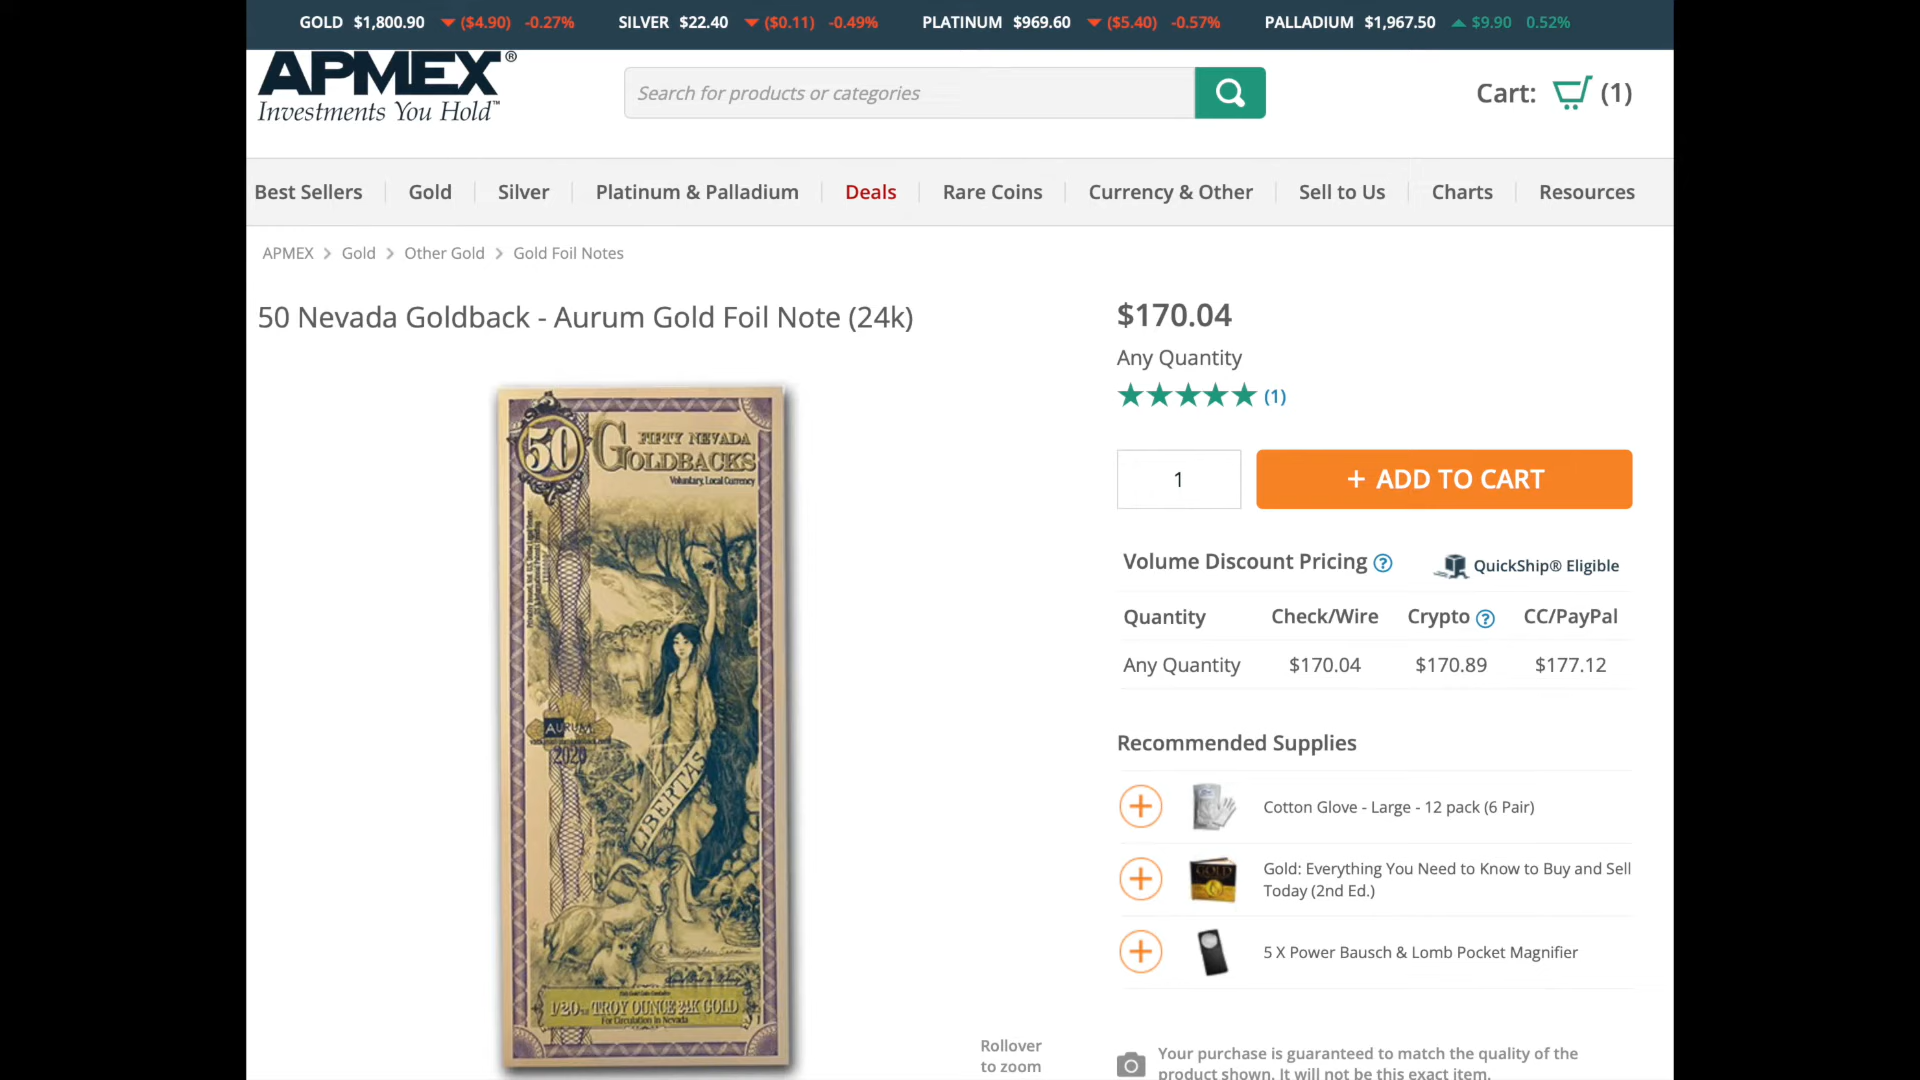 GOLD $1,800.90 ($4.90) -0.27% SILVER $22.40 ($0.11) -0.49% PLATINUM $969.60 ($5.40) -0.57% PALLADIUM $1,967.50 $9.90 0.52%
APMEX®
Investments You Hold™
Search for products or categories
Cart: (1)
Best Sellers Gold Silver Platinum & Palladium Deals Rare Coins Currency & Other Sell to Us Charts Resources
APMEX > Gold > Other Gold > Gold Foil Notes
50 Nevada Goldback - Aurum Gold Foil Note (24k)
50
FIFTY NEVADA
GOLDBACKS
Voluntary, Local Currency
AURUM
2020
LIBERTAS
1/20th TROY OUNCE 24K GOLD
For Circulation in Nevada
Rollover
to zoom
$170.04
Any Quantity
(1)
1
+ ADD TO CART
Volume Discount Pricing ?
QuickShip® Eligible
Quantity Check/Wire Crypto ? CC/PayPal
Any Quantity $170.04 $170.89 $177.12
Recommended Supplies
Cotton Glove - Large - 12 pack (6 Pair)
Gold: Everything You Need to Know to Buy and Sell
Today (2nd Ed.)
5 X Power Bausch & Lomb Pocket Magnifier
Your purchase is guaranteed to match the quality of the
product shown. It will not be this exact item.